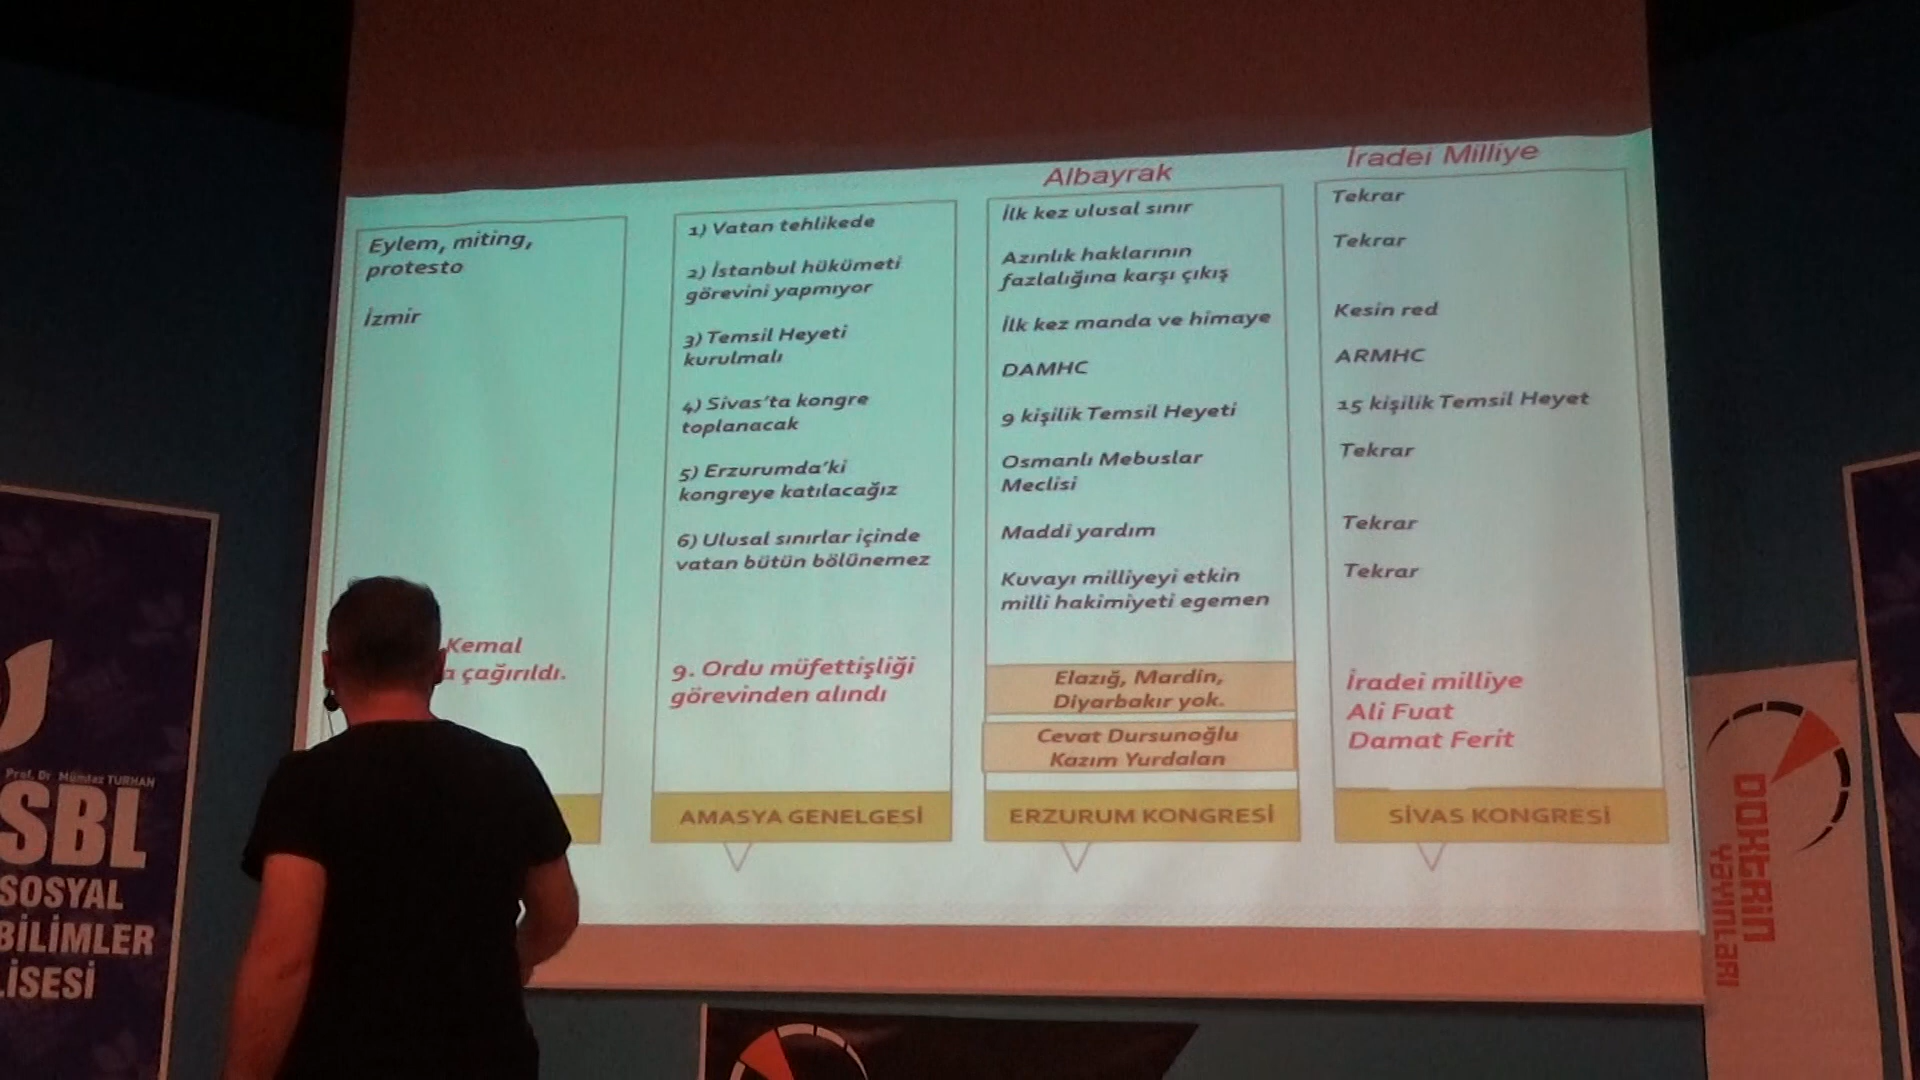 Eylem, miting,
protesto
İzmir
Kemal
a çağırıldı.
1) Vatan tehlikede
2) İstanbul hükümeti
görevini yapmıyor
3) Temsil Heyeti
kurulmalı
4) Sivas'ta kongre
toplanacak
5) Erzurumda'ki
kongreye katılacağız
6) Ulusal sınırlar içinde
vatan bütün bölünemez
9. Ordu müfettişliği
görevinden alındı
AMASYA GENELGESİ
Albayrak
İlk kez ulusal sınır
Azınlık haklarının
fazlalığına karşı çıkış
İlk kez manda ve himaye
DAMHC
9 kişilik Temsil Heyeti
Osmanlı Mebuslar
Meclisi
Maddi yardım
Kuvayı milliyeyi etkin
milli hakimiyeti egemen
Elazığ, Mardin,
Diyarbakır yok.
Cevat Dursunoğlu
Kazım Yurdalan
ERZURUM KONGRESİ
İradei Milliye
Tekrar
Tekrar
Kesin red
ARMHC
15 kişilik Temsil Heyet
Tekrar
Tekrar
Tekrar
İradei milliye
Ali Fuat
Damat Ferit
SİVAS KONGRESİ
Prof. Dr. Mümtaz TURHAN
SBL
SOSYAL
BİLİMLER
LİSESİ
DOKTRİN
YAYINLARI